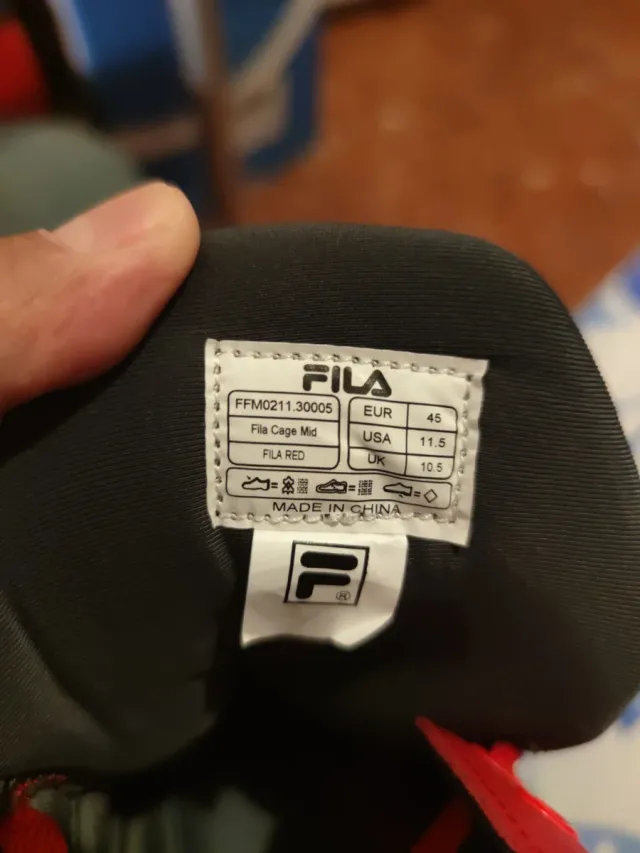 FILA
FFM0211.30005
Fila Cage Mid
FILA RED
EUR 45
USA 11.5
UK 10.5
MADE IN CHINA
F
®